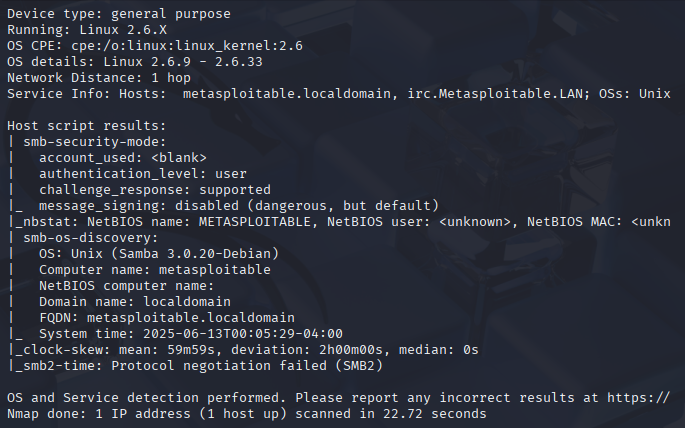 Device type: general purpose
Running: Linux 2.6.X
OS CPE: cpe:/o:linux:linux_kernel:2.6
OS details: Linux 2.6.9 - 2.6.33
Network Distance: 1 hop
Service Info: Hosts:  metasploitable.localdomain, irc.Metasploitable.LAN; OSs: Unix

Host script results:
| smb-security-mode:
|   account_used: <blank>
|   authentication_level: user
|   challenge_response: supported
|_  message_signing: disabled (dangerous, but default)
|_nbstat: NetBIOS name: METASPLOITABLE, NetBIOS user: <unknown>, NetBIOS MAC: <unkn
| smb-os-discovery:
|   OS: Unix (Samba 3.0.20-Debian)
|   Computer name: metasploitable
|   NetBIOS computer name:
|   Domain name: localdomain
|   FQDN: metasploitable.localdomain
|_  System time: 2025-06-13T00:05:29-04:00
|_clock-skew: mean: 59m59s, deviation: 2h00m00s, median: 0s
|_smb2-time: Protocol negotiation failed (SMB2)

OS and Service detection performed. Please report any incorrect results at https://
Nmap done: 1 IP address (1 host up) scanned in 22.72 seconds